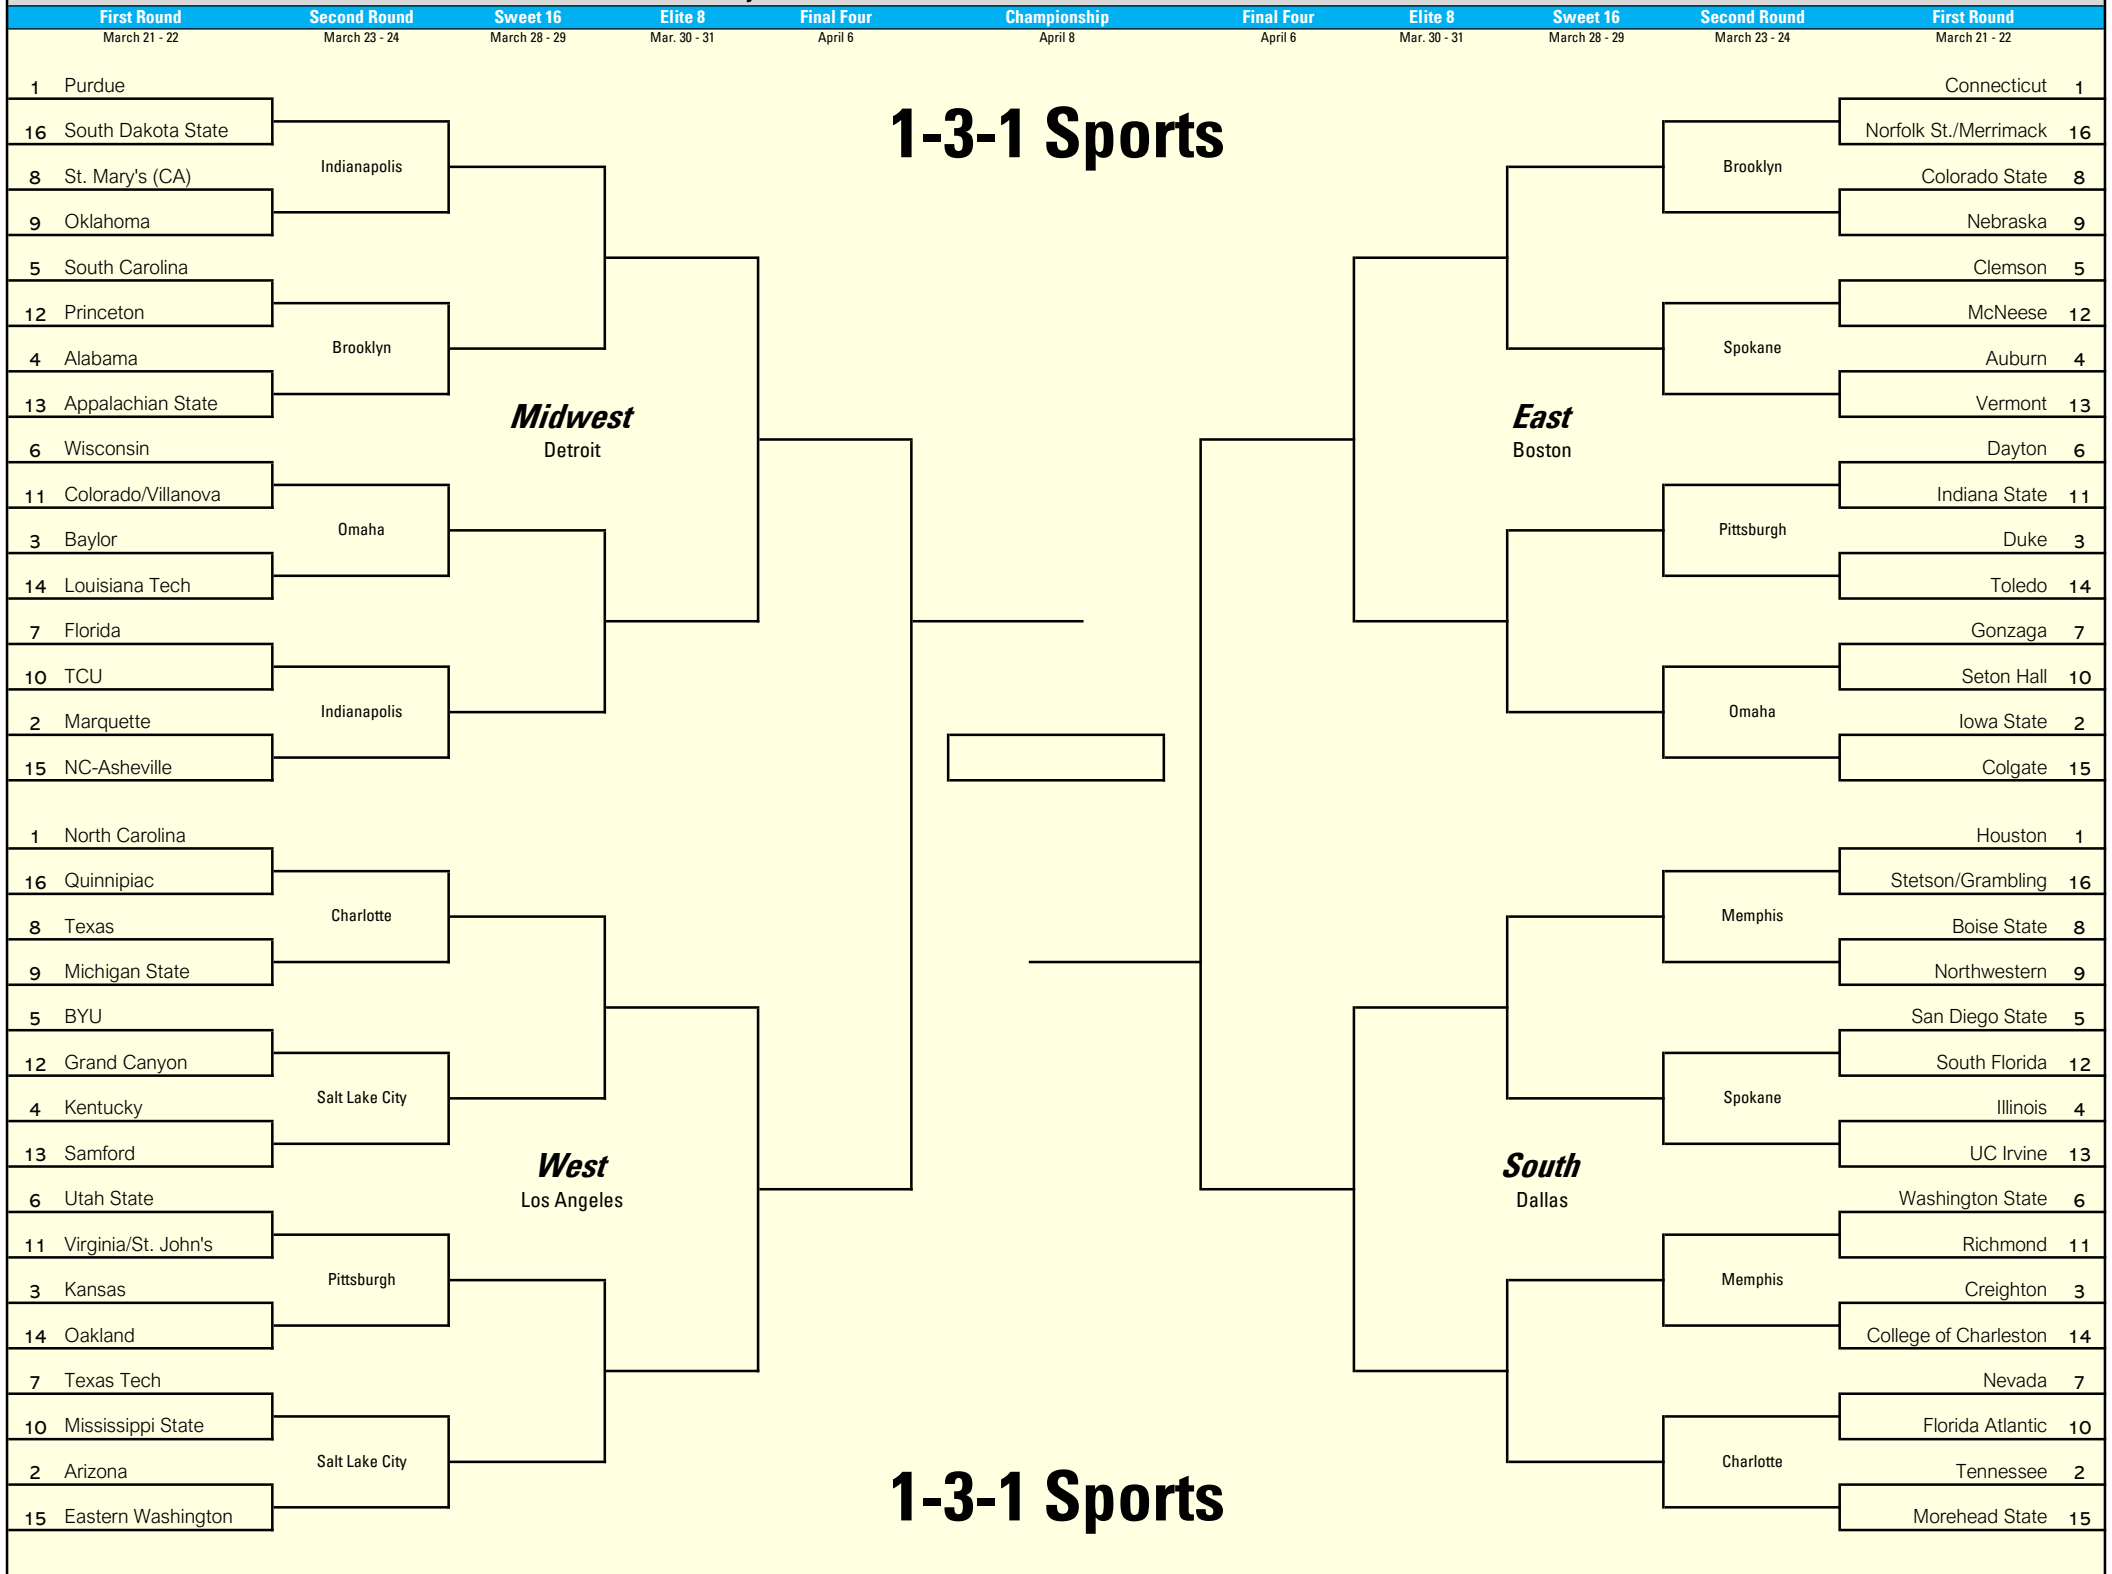 First Round Second Round Sweet 16 Elite 8 Final Four Championship Final Four Elite 8 Sweet 16 Second Round First Round
March 21 - 22 March 23 - 24 March 28 - 29 Mar. 30 - 31 April 6 April 8 April 6 Mar. 30 - 31 March 28 - 29 March 23 - 24 March 21 - 22
1-3-1 Sports
1 Purdue
16 South Dakota State
Indianapolis
8 St. Mary's (CA)
9 Oklahoma
5 South Carolina
12 Princeton
Brooklyn
4 Alabama
13 Appalachian State
Midwest
Detroit
6 Wisconsin
11 Colorado/Villanova
Omaha
3 Baylor
14 Louisiana Tech
7 Florida
10 TCU
Indianapolis
2 Marquette
15 NC-Asheville
1 North Carolina
16 Quinnipiac
Charlotte
8 Texas
9 Michigan State
5 BYU
12 Grand Canyon
Salt Lake City
4 Kentucky
13 Samford
West
Los Angeles
6 Utah State
11 Virginia/St. John's
Pittsburgh
3 Kansas
14 Oakland
7 Texas Tech
10 Mississippi State
Salt Lake City
2 Arizona
15 Eastern Washington
Connecticut 1
Norfolk St./Merrimack 16
Brooklyn
Colorado State 8
Nebraska 9
Clemson 5
McNeese 12
Spokane
Auburn 4
Vermont 13
East
Boston
Dayton 6
Indiana State 11
Pittsburgh
Duke 3
Toledo 14
Gonzaga 7
Seton Hall 10
Omaha
Iowa State 2
Colgate 15
Houston 1
Stetson/Grambling 16
Memphis
Boise State 8
Northwestern 9
San Diego State 5
South Florida 12
Spokane
Illinois 4
UC Irvine 13
South
Dallas
Washington State 6
Richmond 11
Memphis
Creighton 3
College of Charleston 14
Nevada 7
Florida Atlantic 10
Charlotte
Tennessee 2
Morehead State 15
1-3-1 Sports